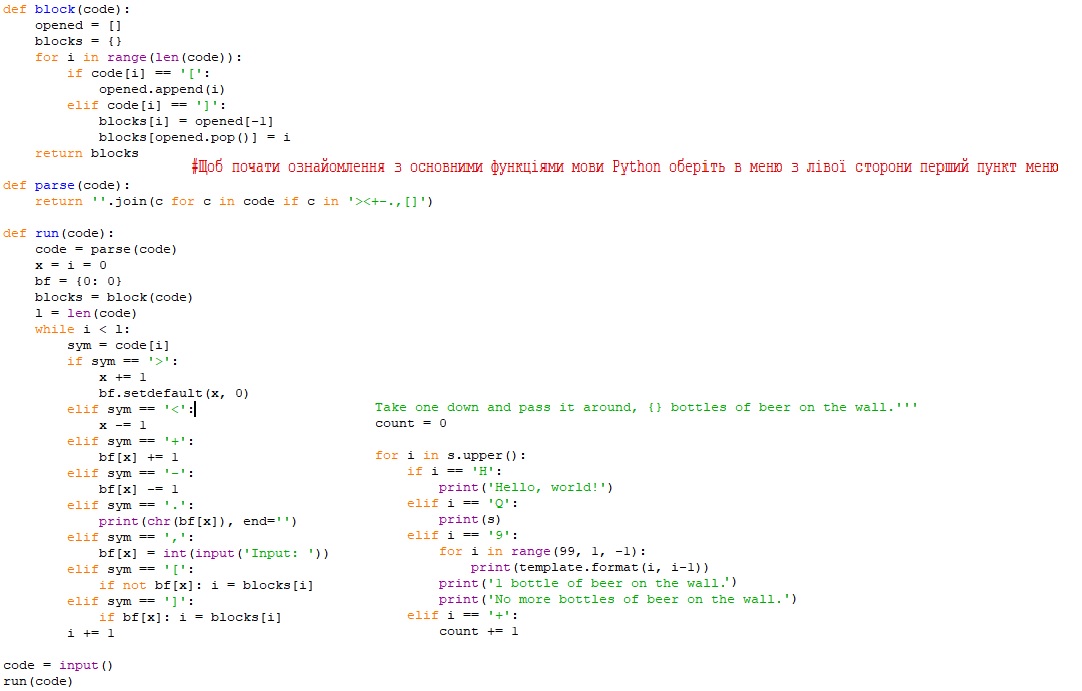 def block(code):
    opened = []
    blocks = {}
    for i in range(len(code)):
        if code[i] == '[':
            opened.append(i)
        elif code[i] == ']':
            blocks[i] = opened[-1]
            blocks[opened.pop()] = i
    return blocks
#Щоб почати ознайомлення з основними функціями мови Python оберіть в меню з лівої сторони перший пункт меню
def parse(code):
    return ''.join(c for c in code if c in '><+-.,[]')
def run(code):
    code = parse(code)
    x = i = 0
    bf = {0: 0}
    blocks = block(code)
    l = len(code)
    while i < l:
        sym = code[i]
        if sym == '>':
            x += 1
            bf.setdefault(x, 0)
        elif sym == '<':
            x -= 1
        elif sym == '+':
            bf[x] += 1
        elif sym == '-':
            bf[x] -= 1
        elif sym == '.':
            print(chr(bf[x]), end='')
        elif sym == ',':
            bf[x] = int(input('Input: '))
        elif sym == '[':
            if not bf[x]: i = blocks[i]
        elif sym == ']':
            if bf[x]: i = blocks[i]
        i += 1
code = input()
run(code)
Take one down and pass it around, {} bottles of beer on the wall.'''
count = 0
for i in s.upper():
    if i == 'H':
        print('Hello, world!')
    elif i == 'Q':
        print(s)
    elif i == '9':
        for i in range(99, 1, -1):
            print(template.format(i, i-1))
        print('1 bottle of beer on the wall.')
        print('No more bottles of beer on the wall.')
    elif i == '+':
        count += 1